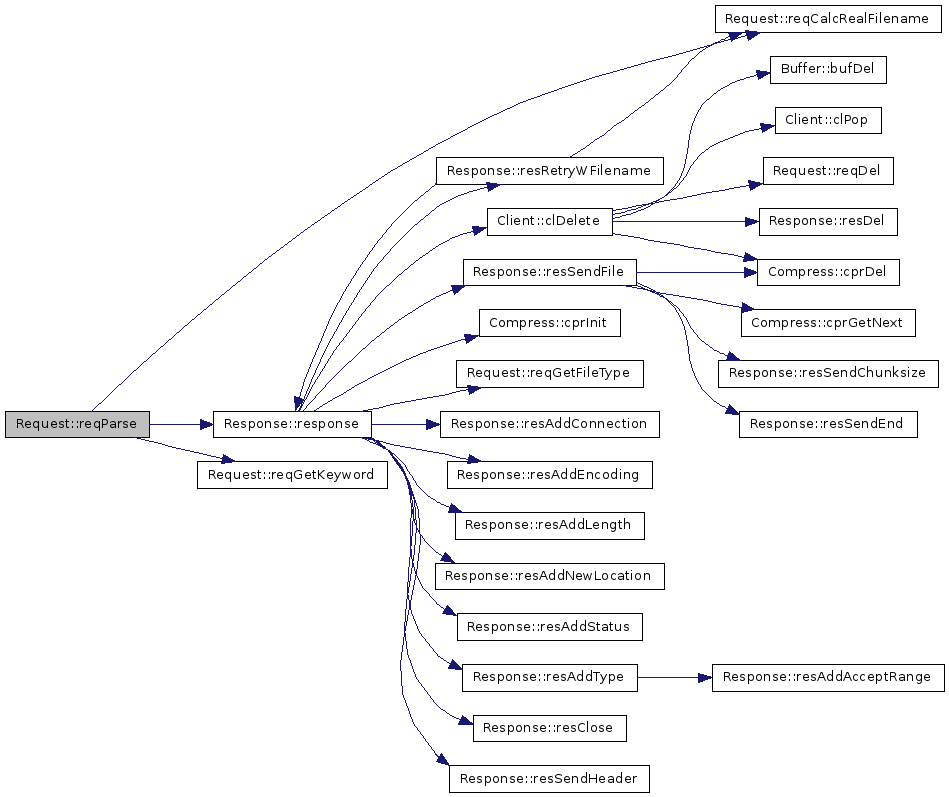 Request::reqCalcRealFilename
Buffer::bufDel
Client::clPop
Response::resRetryWFilename
Request::reqDel
Client::clDelete
Response::resDel
Response::resSendFile
Compress::cprDel
Compress::cprInit
Compress::cprGetNext
Request::reqGetFileType
Response::resSendChunksize
Request::reqParse
Response::response
Response::resAddConnection
Response::resSendEnd
Request::reqGetKeyword
Response::resAddEncoding
Response::resAddLength
Response::resAddNewLocation
Response::resAddStatus
Response::resAddType
Response::resAddAcceptRange
Response::resClose
Response::resSendHeader